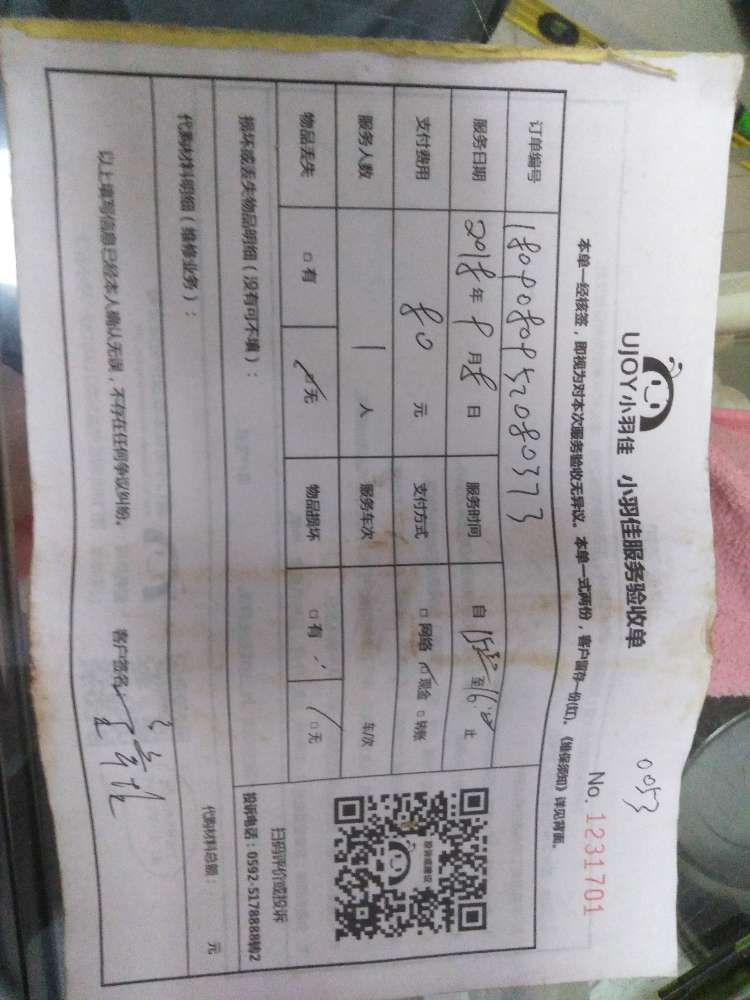 0053
UJOY小羽佳 小羽佳服务验收单
No. 1231701
本单一经核签，即视为对本次服务验收无异议。本单一式两份，客户留存一份(红)。《维保须知》详见背面。
订单编号
服务日期 2018年9月8日 服务时间 自 至 止
支付费用 80 元 支付方式 □网络 ☑现金 □转账
服务人数 1 人 服务车次 车/次
物品丢失 □有 ☑无 物品损坏 □有 ☑无
投诉或建议
扫码评价或投诉
投诉电话：0592-5178888转2
损坏或丢失物品明细（没有可不填）：
代购材料明细（维修业务）： 代购材料总额： 元
以上填写信息已经本人确认无误，不存在任何争议纠纷。 客户签名